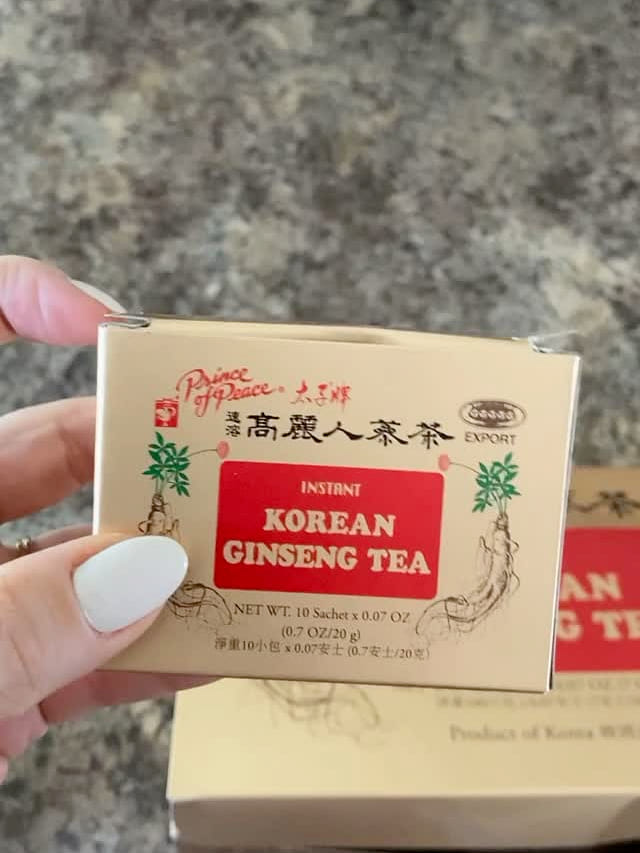 Prince
of Peace® 太子牌
速溶 高麗人蔘茶
EXPORT
INSTANT
KOREAN
GINSENG TEA
NET WT. 10 Sachet x 0.07 OZ
(0.7 OZ/20 g)
淨重10小包 x 0.07安士 (0.7安士/20克)
AN
G TE
Product of Korea